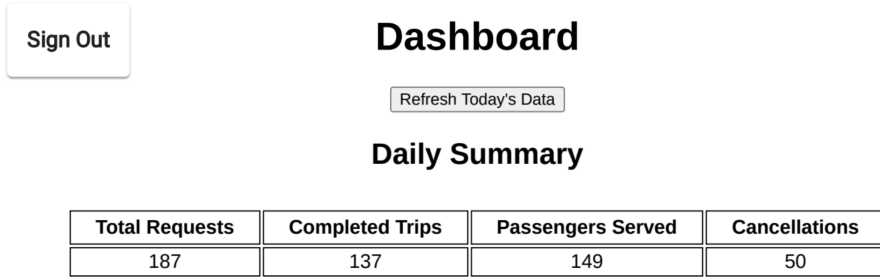 Sign Out
Dashboard
Refresh Today's Data
Daily Summary
Total Requests Completed Trips Passengers Served Cancellations
187 137 149 50